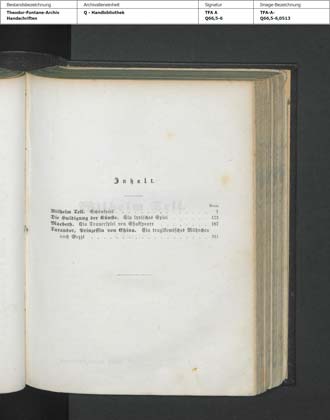 Bestandsbezeichnung
Theodor-Fontane-Archiv
Handschriften
Archivalieneinheit
Q - Handbibliothek
Signatur
TFA A
Q66,5-6
Image-Bezeichnung
TFA-A-
Q66,5-6,0513
Inhalt.
Seite
Wilhelm Tell. Schauspiel 1
Die Huldigung der Künste. Ein lyrisches Spiel 173
Macbeth. Ein Trauerspiel von Shakspeare 187
Turandot, Prinzessin von China. Ein tragikomisches Mährchen
nach Gozzi